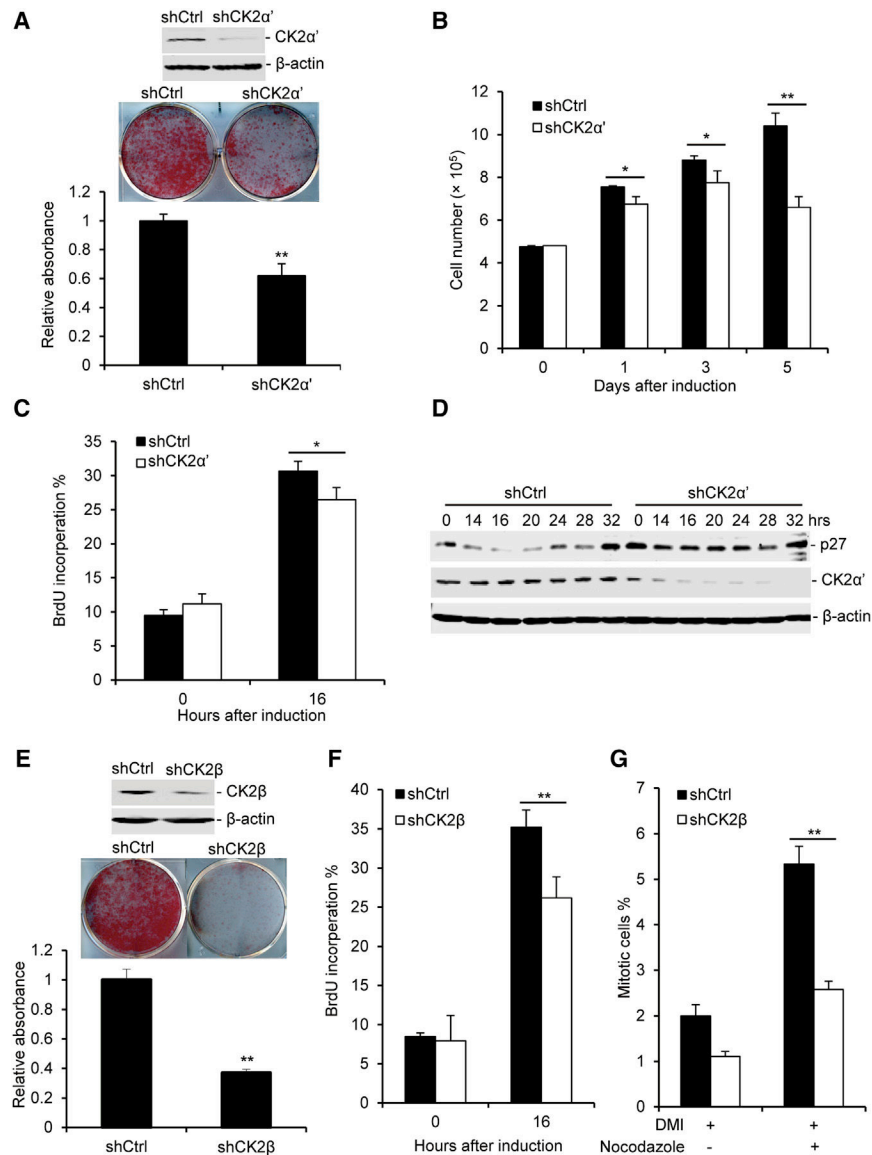 A
shCtrl shCK2α’
- CK2α’
- β-actin
shCtrl shCK2α’
Relative absorbance
1.2
1
0.8
0.6
0.4
0.2
0
**
shCtrl shCK2α'
B
shCtrl
shCK2α'
Cell number (× 10⁵)
12
10
8
6
4
2
0
* * **
0 1 3 5
Days after induction
C
shCtrl
shCK2α’
BrdU incorperation %
35
30
25
20
15
10
5
0
*
0 16
Hours after induction
D
shCtrl shCK2α’
0 14 16 20 24 28 32 0 14 16 20 24 28 32 hrs
- p27
- CK2α’
- β-actin
E
shCtrl shCK2β
- CK2β
- β-actin
shCtrl shCK2β
Relative absorbance
1.2
1
0.8
0.6
0.4
0.2
0
**
shCtrl shCK2β
F
shCtrl
shCK2β
BrdU incorperation %
40
35
30
25
20
15
10
5
0
**
0 16
Hours after induction
G
shCtrl
shCK2β
Mitotic cells %
7
6
5
4
3
2
1
0
**
DMI + +
Nocodazole - +